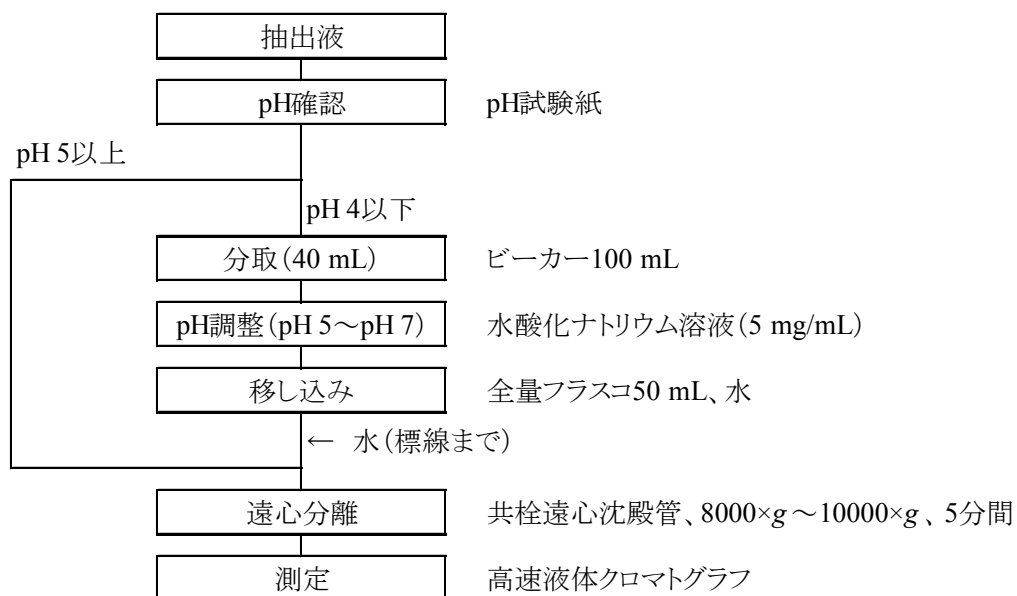 抽出液
pH確認 pH試験紙
pH 5以上
pH 4以下
分取(40 mL) ビーカー100 mL
pH調整(pH 5～pH 7) 水酸化ナトリウム溶液(5 mg/mL)
移し込み 全量フラスコ50 mL、水
← 水(標線まで)
遠心分離 共栓遠心沈殿管、8000×g～10000×g、5分間
測定 高速液体クロマトグラフ